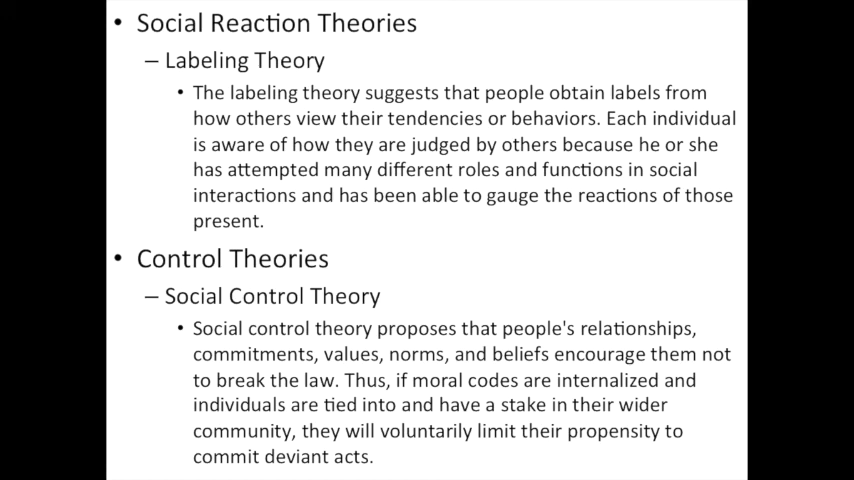 • Social Reaction Theories
– Labeling Theory
• The labeling theory suggests that people obtain labels from
how others view their tendencies or behaviors. Each individual
is aware of how they are judged by others because he or she
has attempted many different roles and functions in social
interactions and has been able to gauge the reactions of those
present.
• Control Theories
– Social Control Theory
• Social control theory proposes that people's relationships,
commitments, values, norms, and beliefs encourage them not
to break the law. Thus, if moral codes are internalized and
individuals are tied into and have a stake in their wider
community, they will voluntarily limit their propensity to
commit deviant acts.